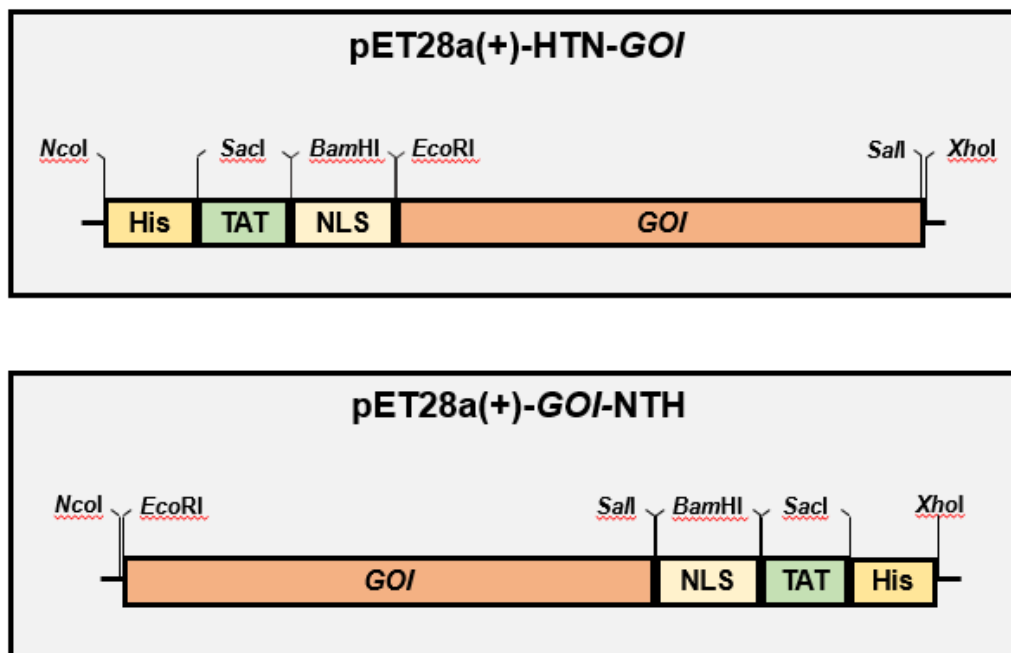 pET28a(+)-HTN-GOI
NcoI SacI BamHI EcoRI SalI XhoI
His TAT NLS GOI
pET28a(+)-GOI-NTH
NcoI EcoRI SalI BamHI SacI XhoI
GOI NLS TAT His